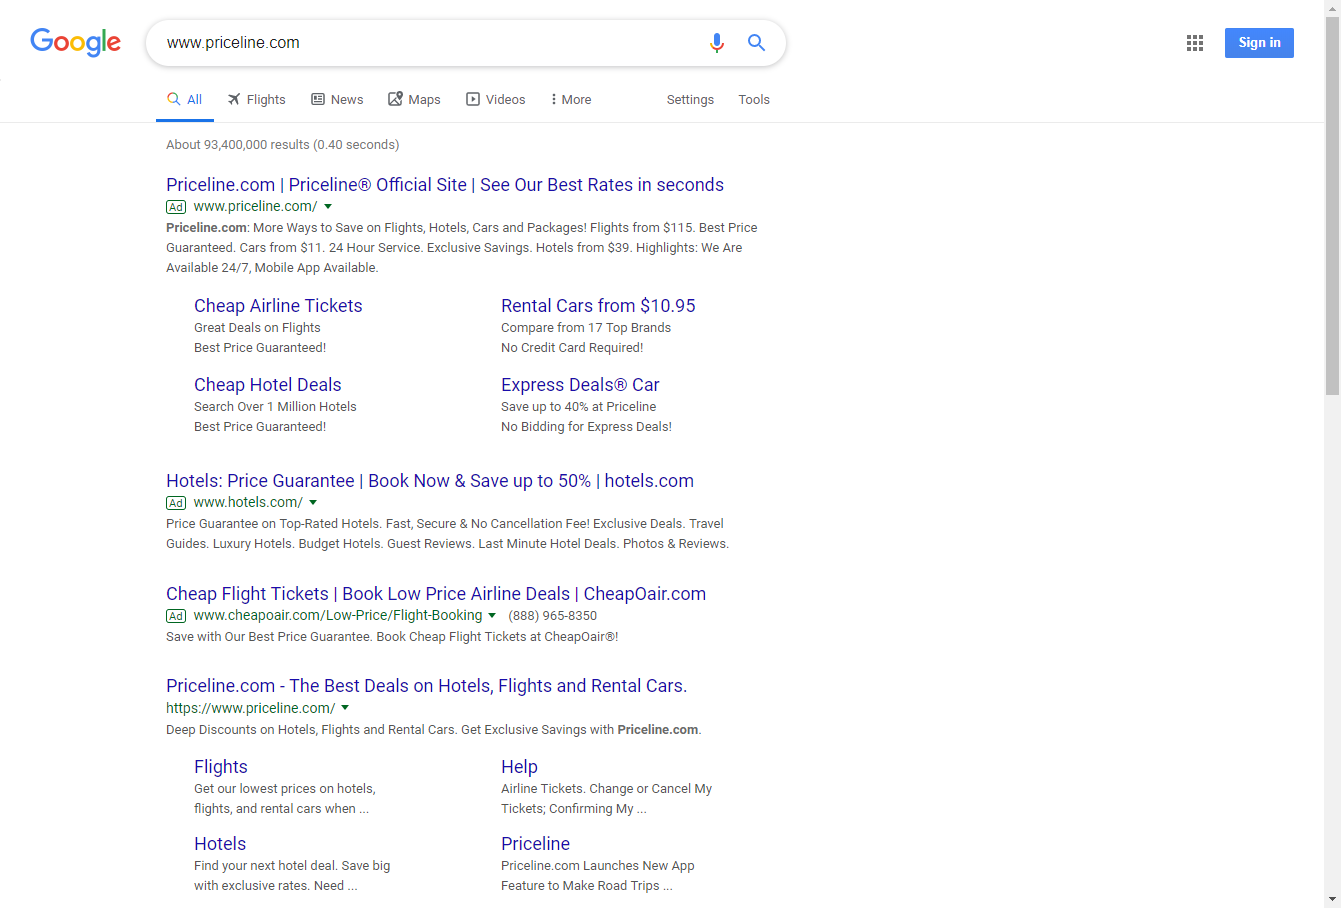 Google
www.priceline.com
Sign in
All
Flights
News
Maps
Videos
More
Settings
Tools
About 93,400,000 results (0.40 seconds)
Priceline.com | Priceline® Official Site | See Our Best Rates in seconds
Ad www.priceline.com/
Priceline.com: More Ways to Save on Flights, Hotels, Cars and Packages! Flights from $115. Best Price
Guaranteed. Cars from $11. 24 Hour Service. Exclusive Savings. Hotels from $39. Highlights: We Are
Available 24/7, Mobile App Available.
Cheap Airline Tickets
Great Deals on Flights
Best Price Guaranteed!
Rental Cars from $10.95
Compare from 17 Top Brands
No Credit Card Required!
Cheap Hotel Deals
Search Over 1 Million Hotels
Best Price Guaranteed!
Express Deals® Car
Save up to 40% at Priceline
No Bidding for Express Deals!
Hotels: Price Guarantee | Book Now & Save up to 50% | hotels.com
Ad www.hotels.com/
Price Guarantee on Top-Rated Hotels. Fast, Secure & No Cancellation Fee! Exclusive Deals. Travel
Guides. Luxury Hotels. Budget Hotels. Guest Reviews. Last Minute Hotel Deals. Photos & Reviews.
Cheap Flight Tickets | Book Low Price Airline Deals | CheapOair.com
Ad www.cheapoair.com/Low-Price/Flight-Booking (888) 965-8350
Save with Our Best Price Guarantee. Book Cheap Flight Tickets at CheapOair®!
Priceline.com - The Best Deals on Hotels, Flights and Rental Cars.
https://www.priceline.com/
Deep Discounts on Hotels, Flights and Rental Cars. Get Exclusive Savings with Priceline.com.
Flights
Get our lowest prices on hotels,
flights, and rental cars when ...
Help
Airline Tickets. Change or Cancel My
Tickets; Confirming My ...
Hotels
Find your next hotel deal. Save big
with exclusive rates. Need ...
Priceline
Priceline.com Launches New App
Feature to Make Road Trips ...